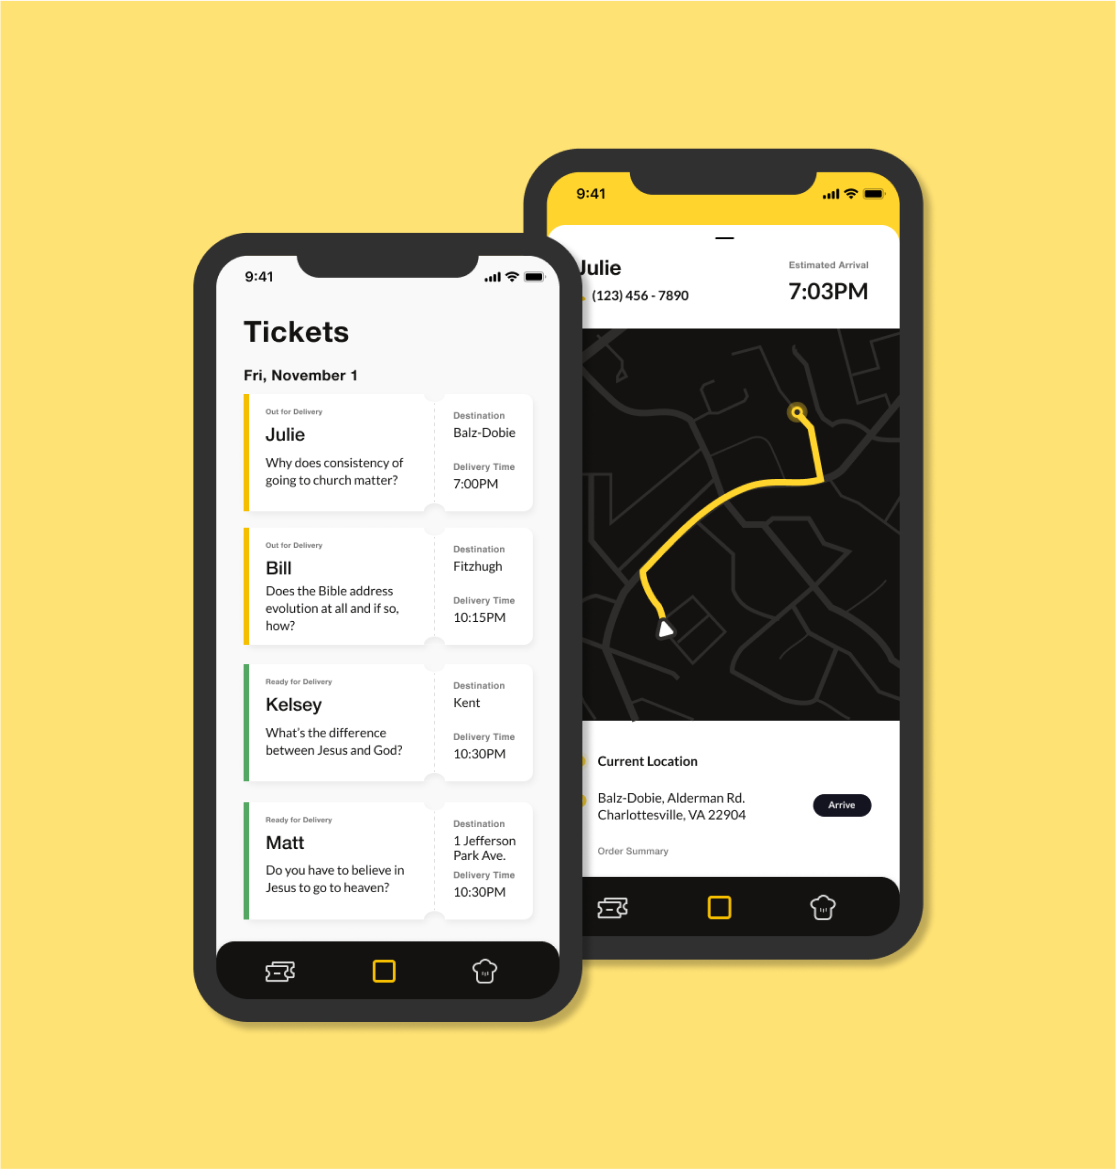 9:41
Tickets
Fri, November 1
Out for Delivery
Julie
Why does consistency of
going to church matter?
Destination
Balz-Dobie
Delivery Time
7:00PM
Out for Delivery
Bill
Does the Bible address
evolution at all and if so,
how?
Destination
Fitzhugh
Delivery Time
10:15PM
Ready for Delivery
Kelsey
What's the difference
between Jesus and God?
Destination
Kent
Delivery Time
10:30PM
Ready for Delivery
Matt
Do you have to believe in
Jesus to go to heaven?
Destination
1 Jefferson
Park Ave.
Delivery Time
10:30PM
9:41
Julie
(123) 456 - 7890
Estimated Arrival
7:03PM
Current Location
Balz-Dobie, Alderman Rd.
Charlottesville, VA 22904
Arrive
Order Summary